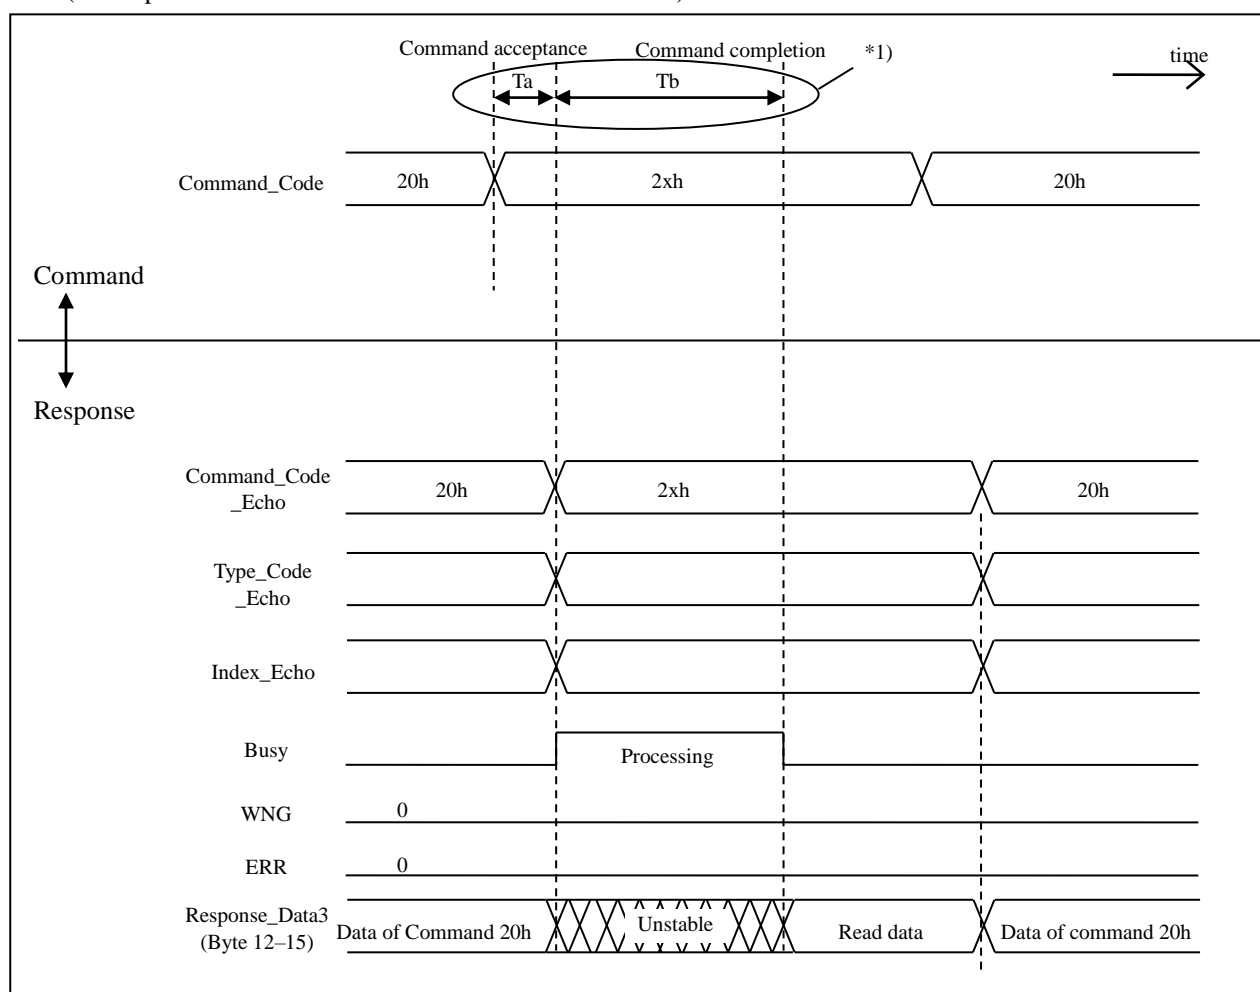 Command acceptance
Command completion
*1)
time
Ta
Tb
Command_Code
20h
2xh
20h
Command
Response
Command_Code
_Echo
20h
2xh
20h
Type_Code
_Echo
Index_Echo
Busy
Processing
WNG
0
ERR
0
Response_Data3
(Byte 12–15)
Data of Command 20h
Unstable
Read data
Data of command 20h